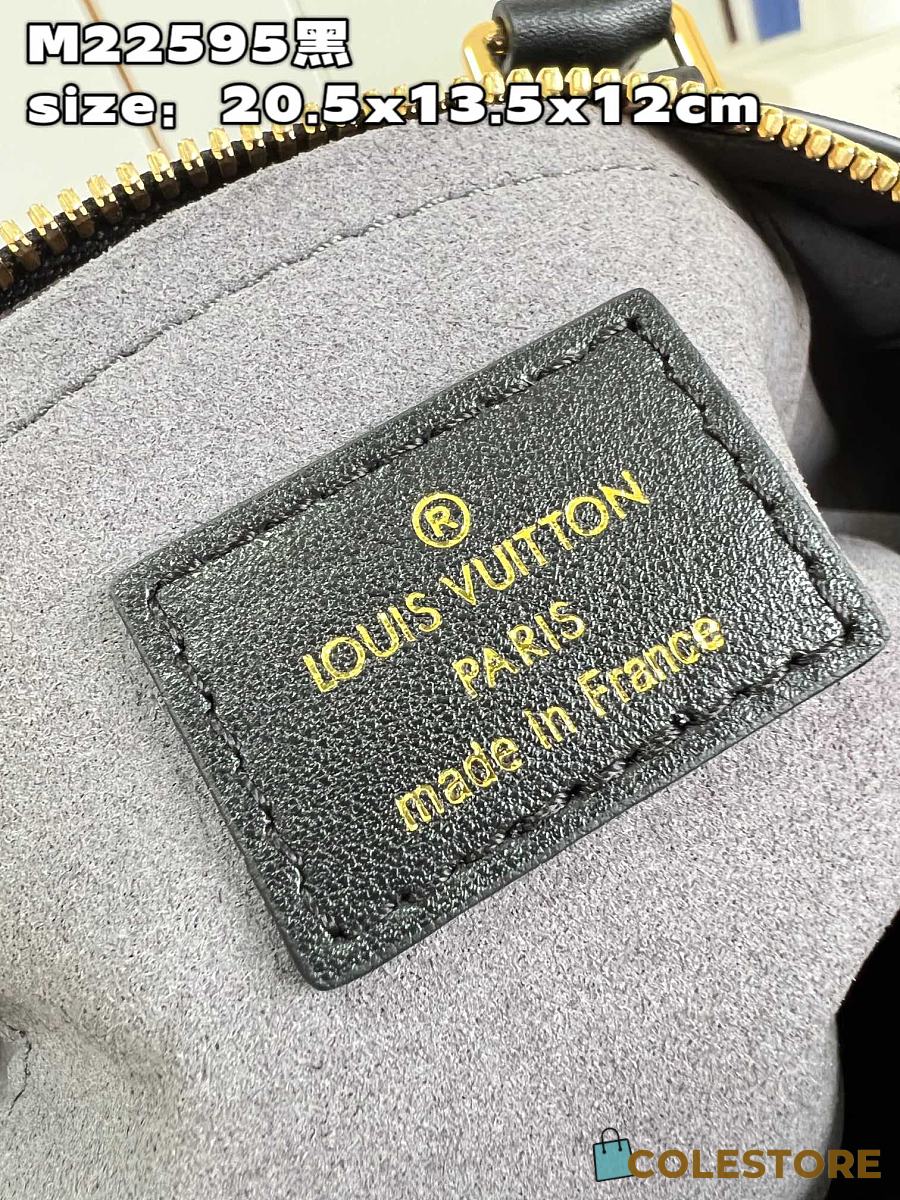 M22595黑
size：20.5x13.5x12cm
®
LOUIS VUITTON
PARIS
made in France
COLESTORE